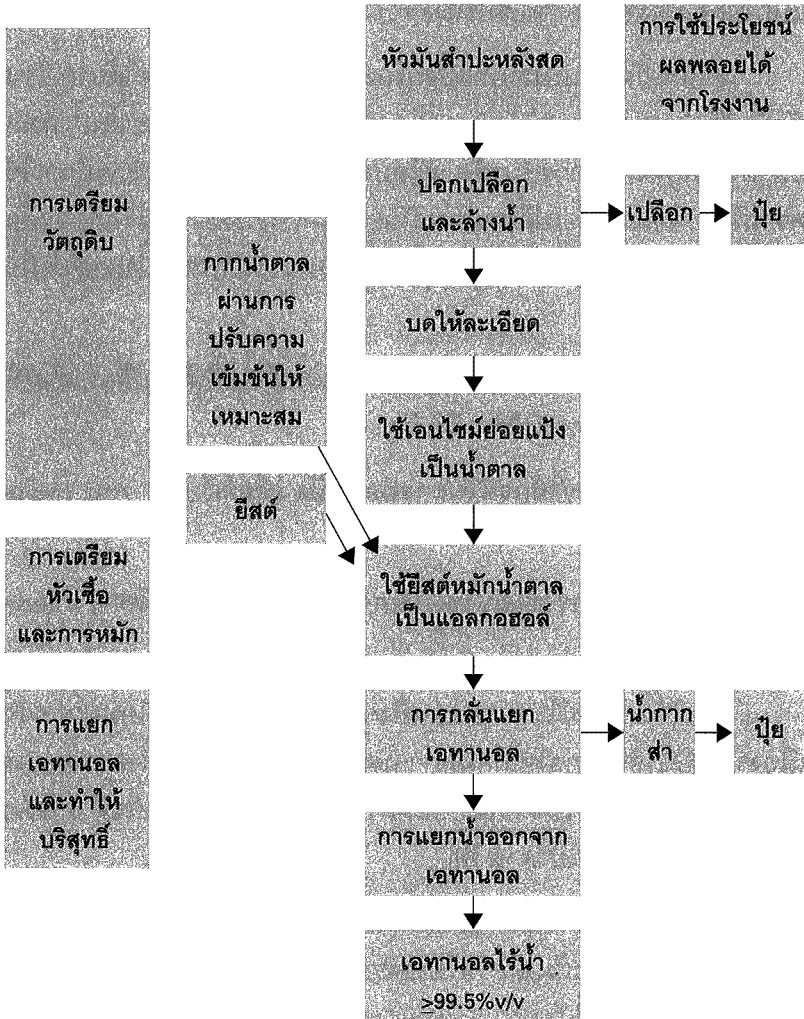 หัวมันสำปะหลังสด
การใช้ประโยชน์
ผลพลอยได้
จากโรงงาน
การเตรียม
วัตถุดิบ
ปอกเปลือก
และล้างน้ำ
เปลือก
ปุ๋ย
กากน้ำตาล
ผ่านการ
ปรับความ
เข้มข้นให้
เหมาะสม
บดให้ละเอียด
ใช้เอนไซม์ย่อยแป้ง
เป็นน้ำตาล
ยีสต์
การเตรียม
หัวเชื้อ
และการหมัก
ใช้ยีสต์หมักน้ำตาล
เป็นแอลกอฮอล์
การแยก
เอทานอล
และทำให้
บริสุทธิ์
การกลั่นแยก
เอทานอล
น้ำกาก
ส่า
ปุ๋ย
การแยกน้ำออกจาก
เอทานอล
เอทานอลไร้น้ำ
≥99.5%v/v